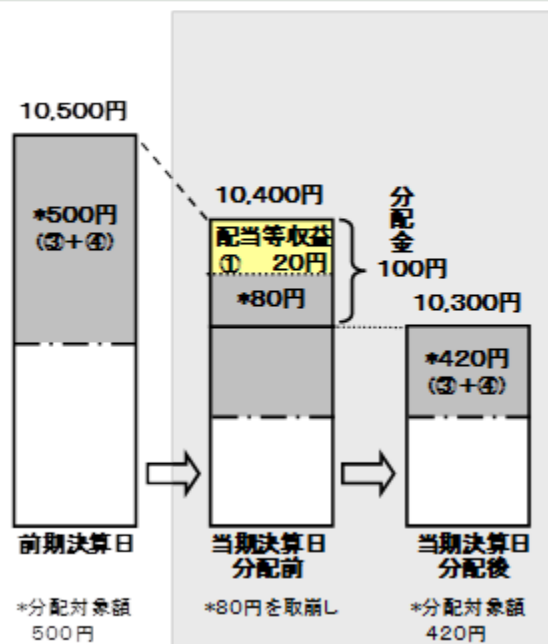 10,500円
*500円
(③+④)
10,400円
配当等収益
① 20円
*80円
分配金
100円
10,300円
*420円
(③+④)
前期決算日
当期決算日
分配前
当期決算日
分配後
*分配対象額
500円
*80円を取崩し
*分配対象額
420円